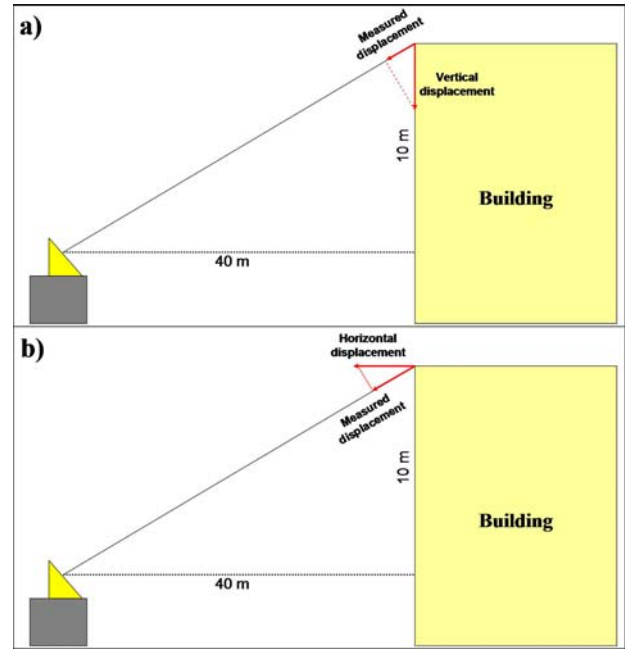 a)
Measured
displacement
Vertical
displacement
10 m
Building
40 m
b)
Horizontal
displacement
Measured
displacement
10 m
Building
40 m